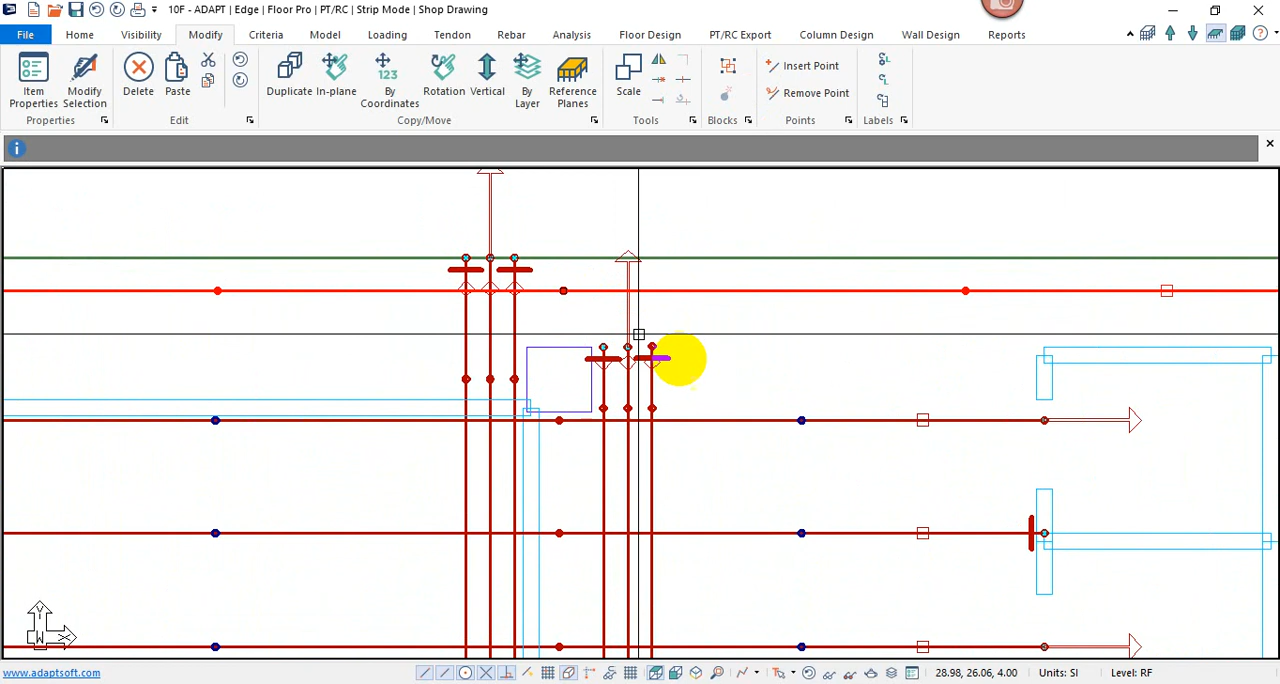 10F - ADAPT | Edge | Floor Pro | PT/RC | Strip Mode | Shop Drawing
File Home Visibility Modify Criteria Model Loading Tendon Rebar Analysis Floor Design PT/RC Export Column Design Wall Design Reports
Item Properties
Modify Selection
Delete
Paste
Duplicate
In-plane
By Coordinates
Rotation
Vertical
By Layer
Reference Planes
Scale
Insert Point
Remove Point
Properties Edit Copy/Move Tools Blocks Points Labels
www.adaptsoft.com 28.98, 26.06, 4.00 Units: SI Level: RF